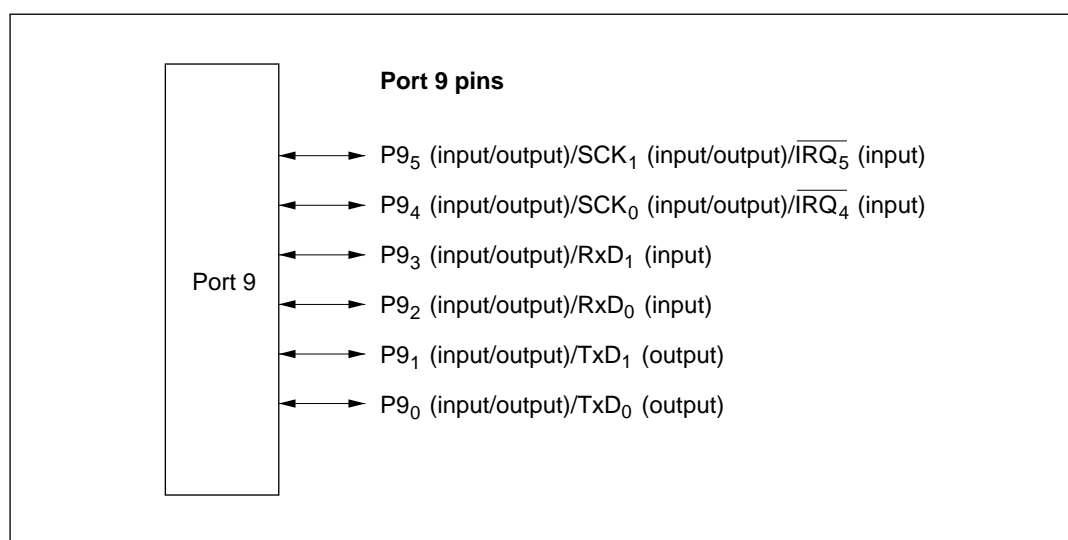 Port 9 pins
P9₅ (input/output)/SCK₁ (input/output)/I̅R̅Q̅₅̅ (input)
P9₄ (input/output)/SCK₀ (input/output)/I̅R̅Q̅₄̅ (input)
P9₃ (input/output)/RxD₁ (input)
Port 9
P9₂ (input/output)/RxD₀ (input)
P9₁ (input/output)/TxD₁ (output)
P9₀ (input/output)/TxD₀ (output)